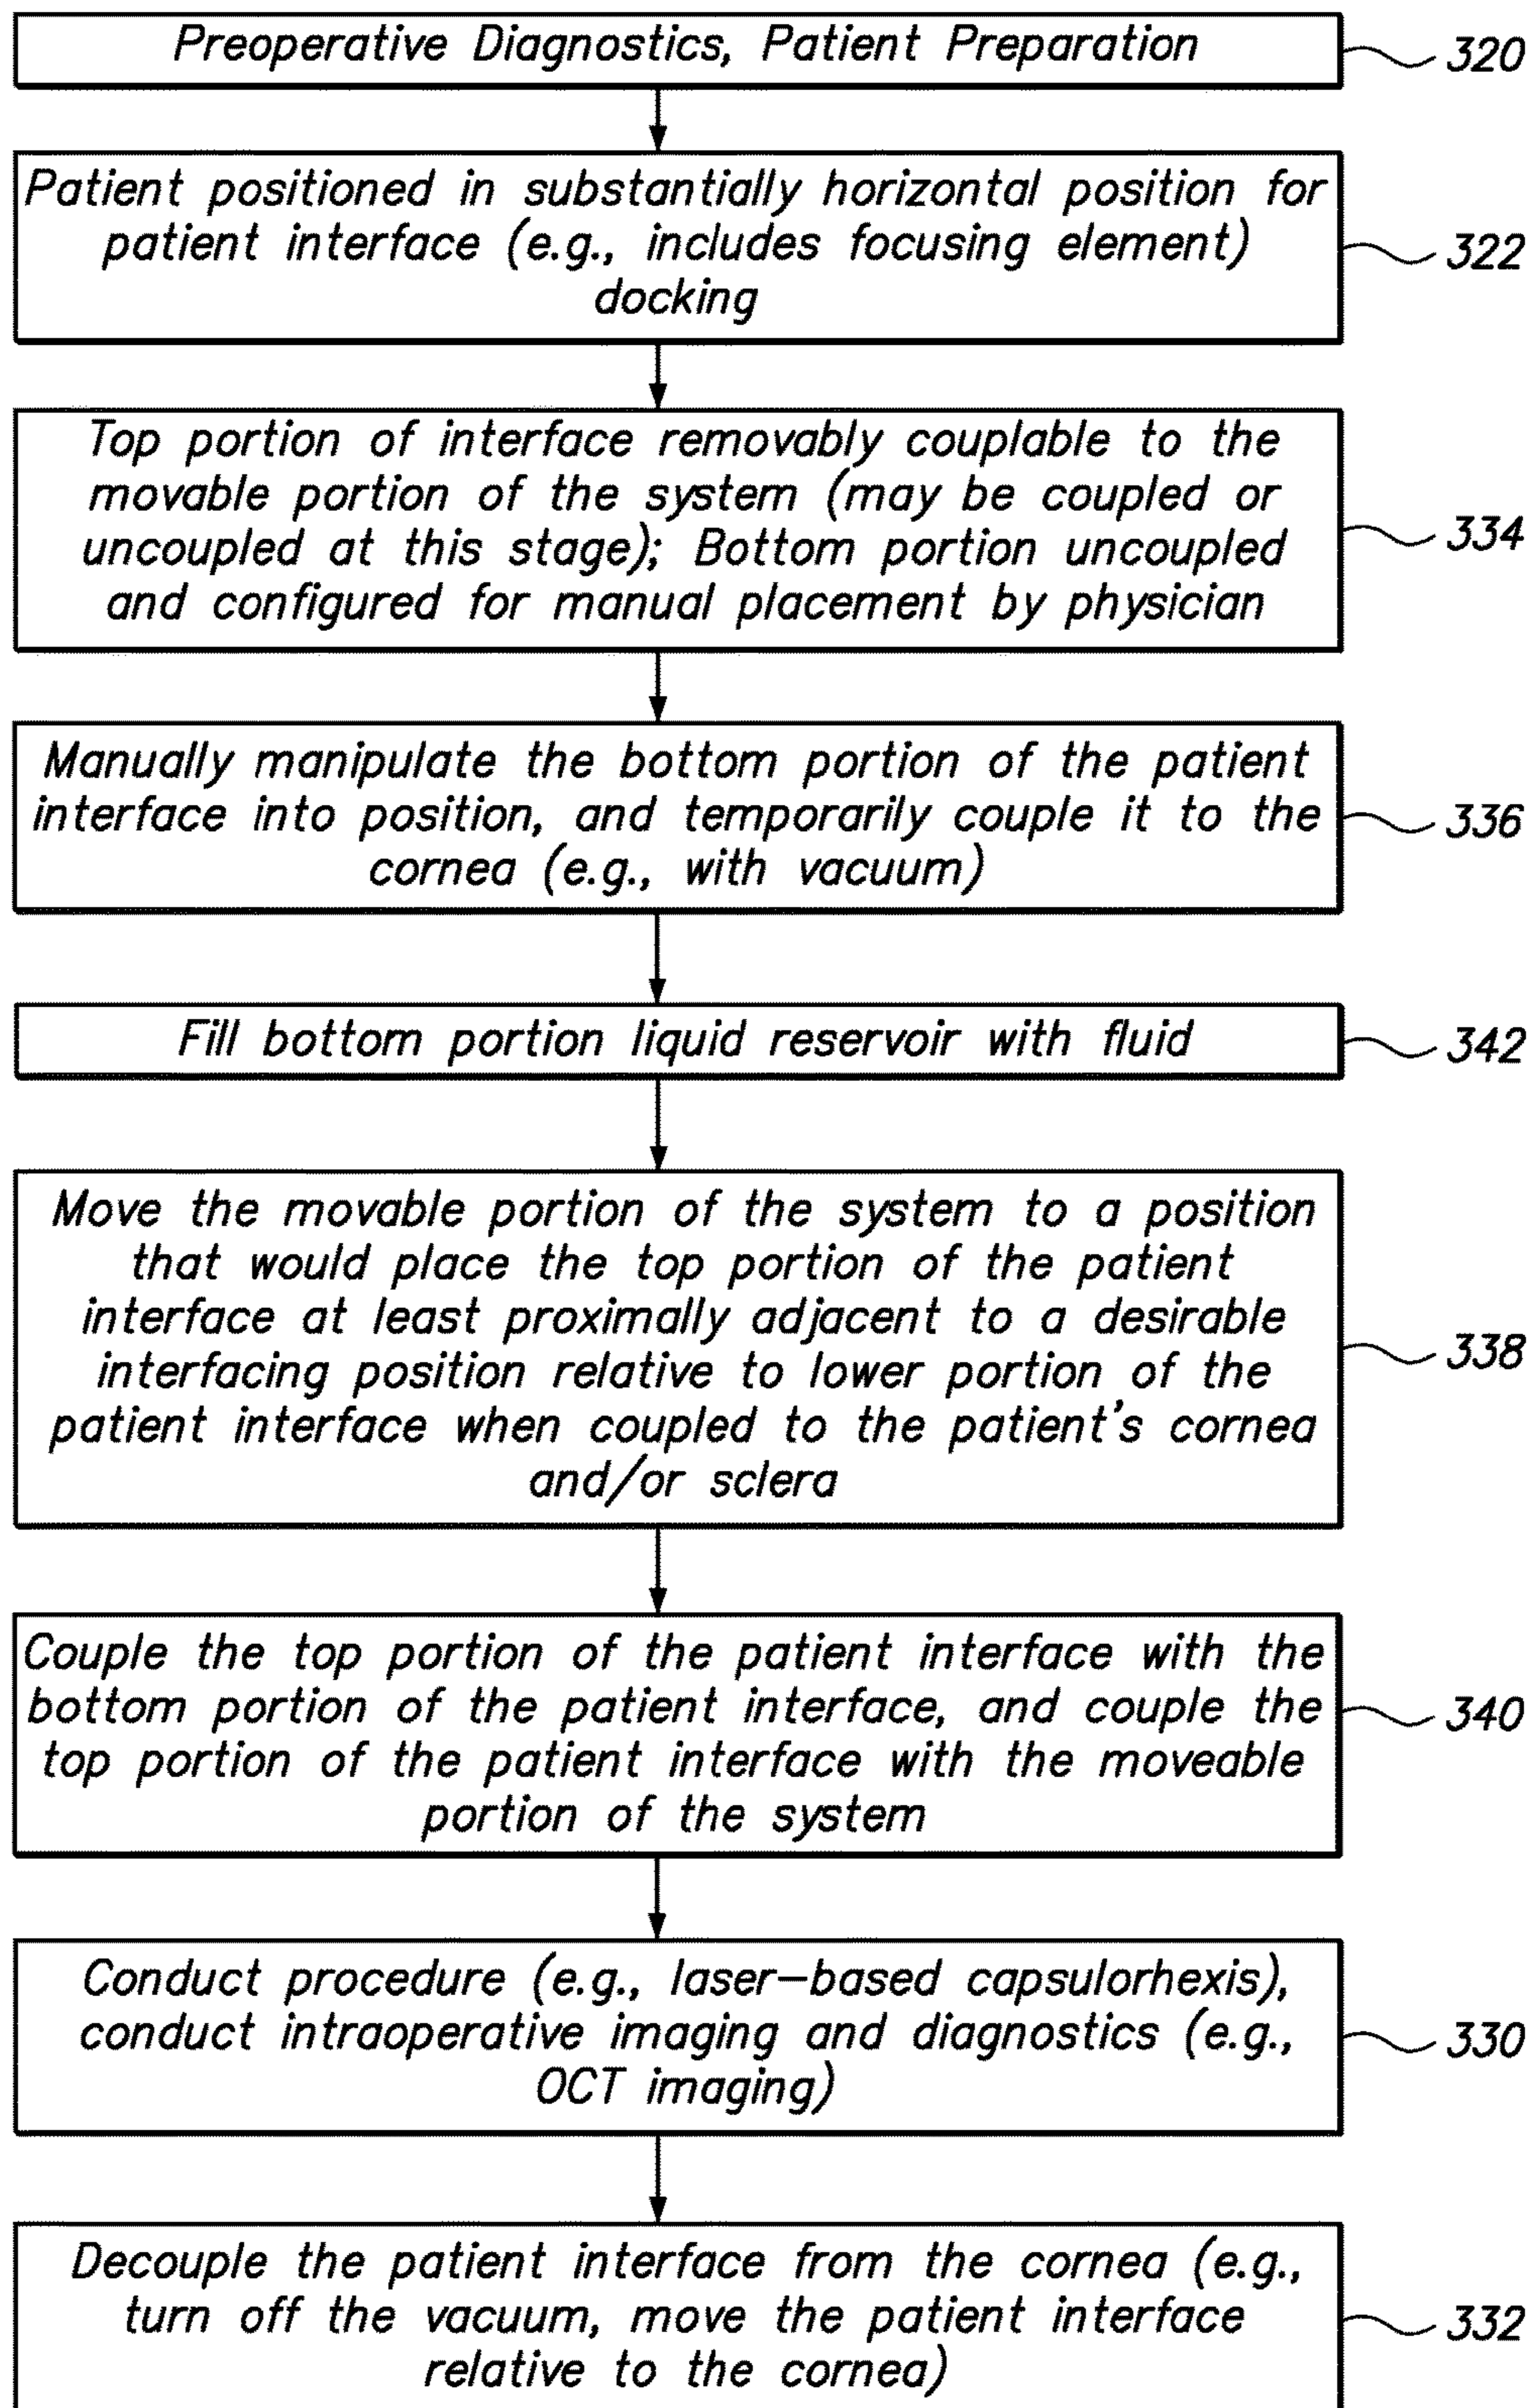 Preoperative Diagnostics, Patient Preparation
320
Patient positioned in substantially horizontal position for
patient interface (e.g., includes focusing element)
docking
322
Top portion of interface removably couplable to the
movable portion of the system (may be coupled or
uncoupled at this stage); Bottom portion uncoupled
and configured for manual placement by physician
334
Manually manipulate the bottom portion of the patient
interface into position, and temporarily couple it to the
cornea (e.g., with vacuum)
336
Fill bottom portion liquid reservoir with fluid
342
Move the movable portion of the system to a position
that would place the top portion of the patient
interface at least proximally adjacent to a desirable
interfacing position relative to lower portion of the
patient interface when coupled to the patient's cornea
and/or sclera
338
Couple the top portion of the patient interface with the
bottom portion of the patient interface, and couple the
top portion of the patient interface with the moveable
portion of the system
340
Conduct procedure (e.g., laser-based capsulorhexis),
conduct intraoperative imaging and diagnostics (e.g.,
OCT imaging)
330
Decouple the patient interface from the cornea (e.g.,
turn off the vacuum, move the patient interface
relative to the cornea)
332